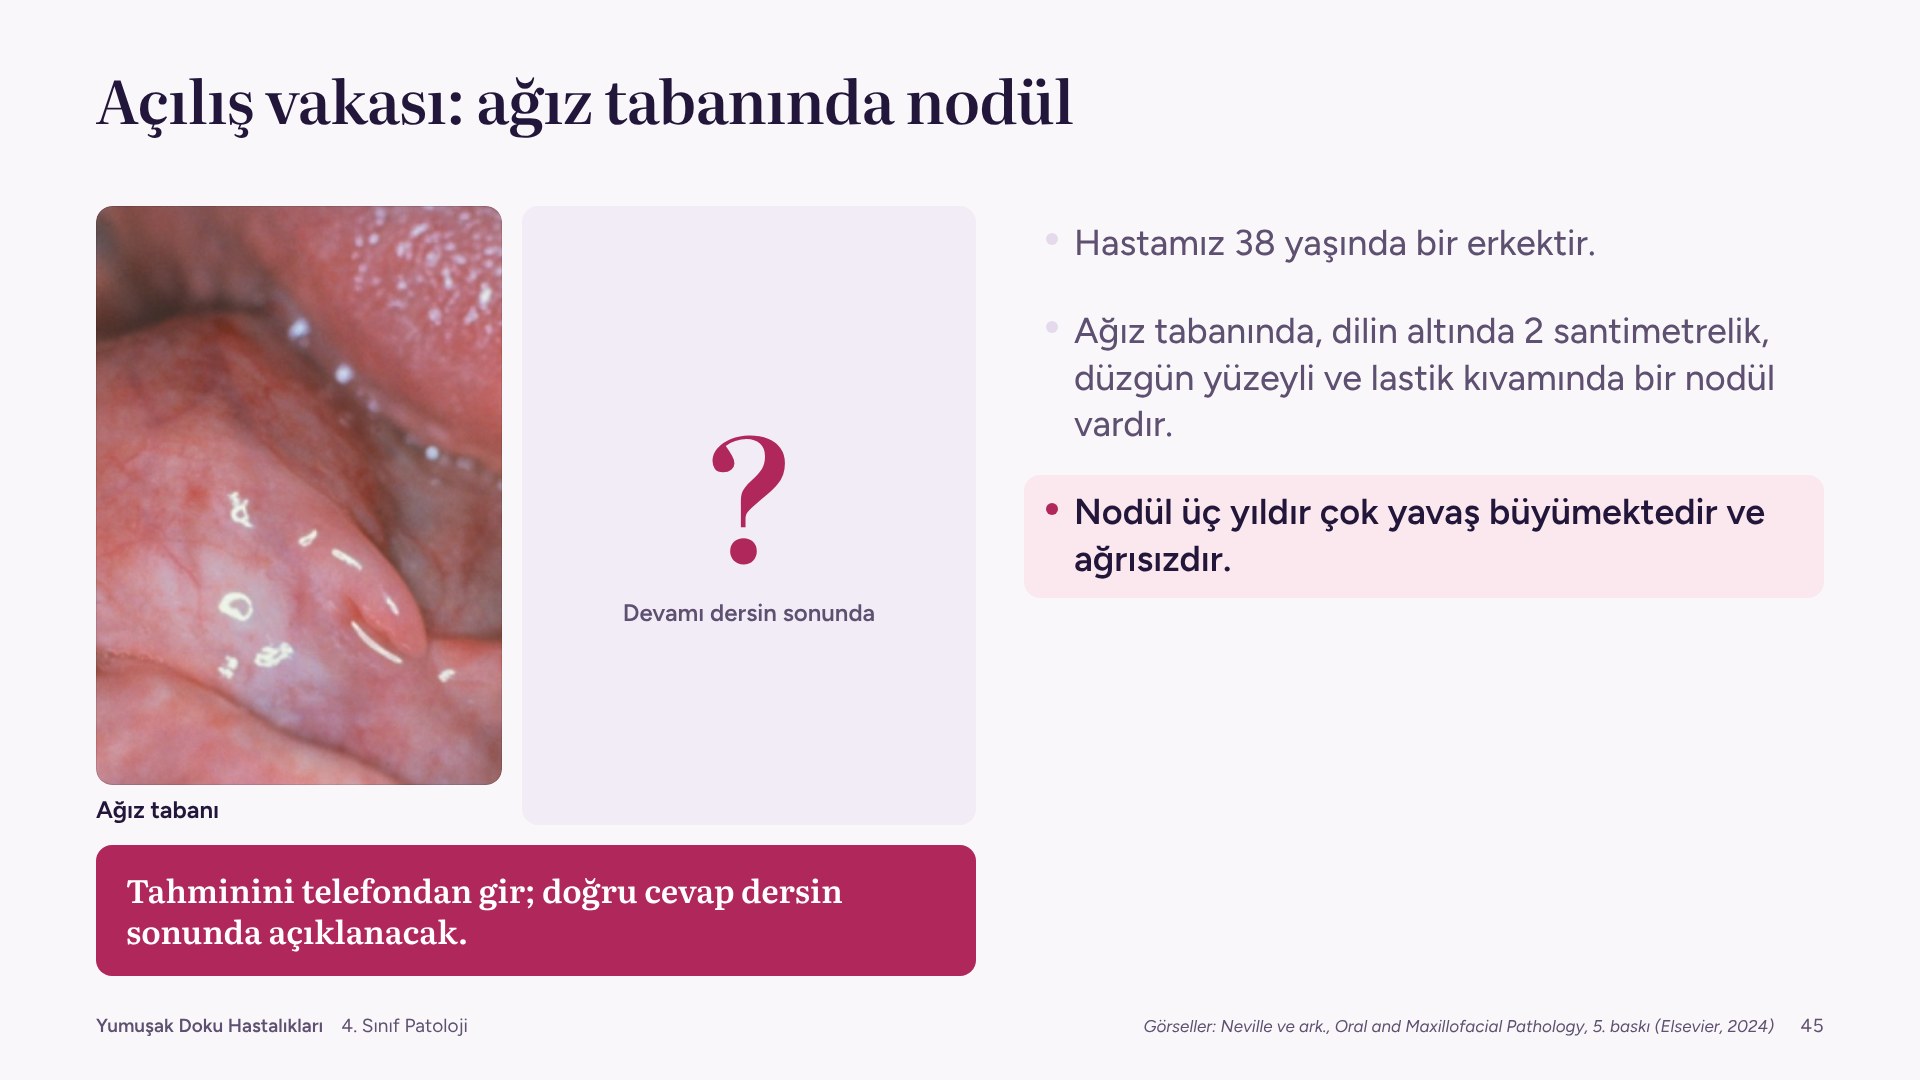 Açılış vakası: ağız tabanında nodül
?
Devamı dersin sonunda
Ağız tabanı
Tahminini telefondan gir; doğru cevap dersin
sonunda açıklanacak.
• Hastamız 38 yaşında bir erkektir.
• Ağız tabanında, dilin altında 2 santimetrelik,
düzgün yüzeyli ve lastik kıvamında bir nodül
vardır.
• Nodül üç yıldır çok yavaş büyümektedir ve
ağrısızdır.
Yumuşak Doku Hastalıkları 4. Sınıf Patoloji
Görseller: Neville ve ark., Oral and Maxillofacial Pathology, 5. baskı (Elsevier, 2024) 45